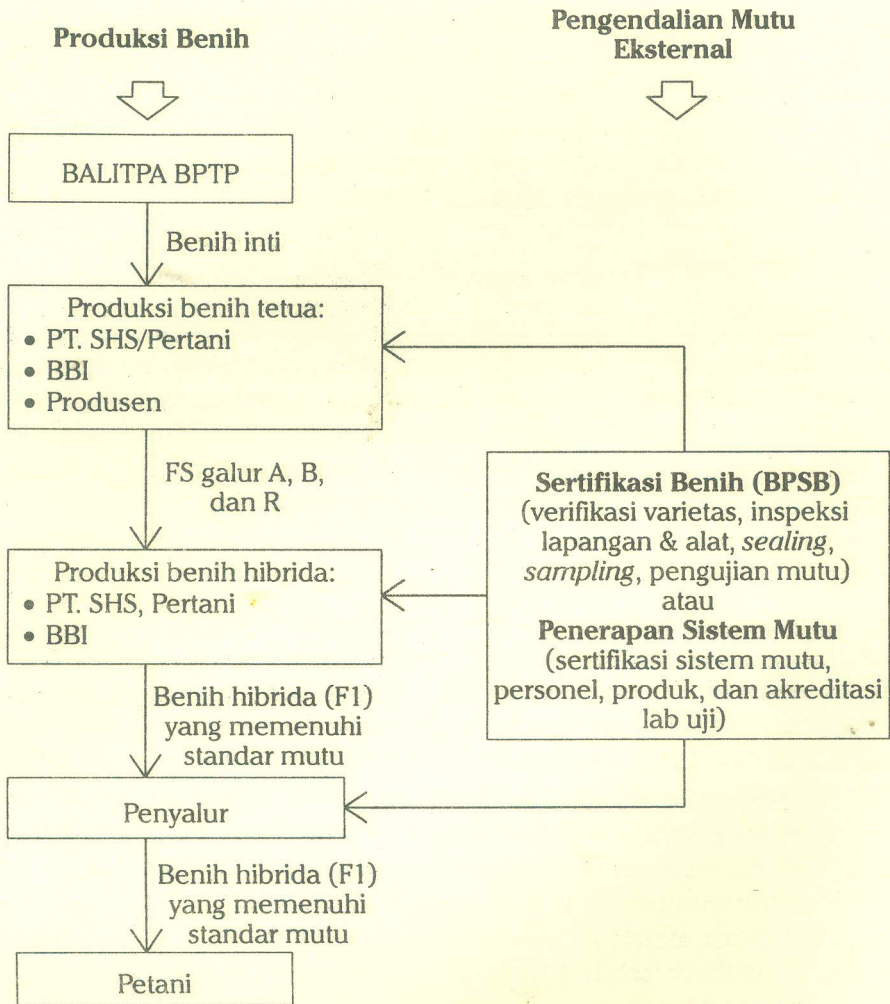 Produksi Benih
Pengendalian Mutu
Eksternal
BALITPA BPTP
Benih inti
Produksi benih tetua:
• PT. SHS/Pertani
• BBI
• Produsen
FS galur A, B,
dan R
Produksi benih hibrida:
• PT. SHS, Pertani
• BBI
Benih hibrida (F1)
yang memenuhi
standar mutu
Penyalur
Benih hibrida (F1)
yang memenuhi
standar mutu
Petani
Sertifikasi Benih (BPSB)
(verifikasi varietas, inspeksi
lapangan & alat, sealing,
sampling, pengujian mutu)
atau
Penerapan Sistem Mutu
(sertifikasi sistem mutu,
personel, produk, dan akreditasi
lab uji)